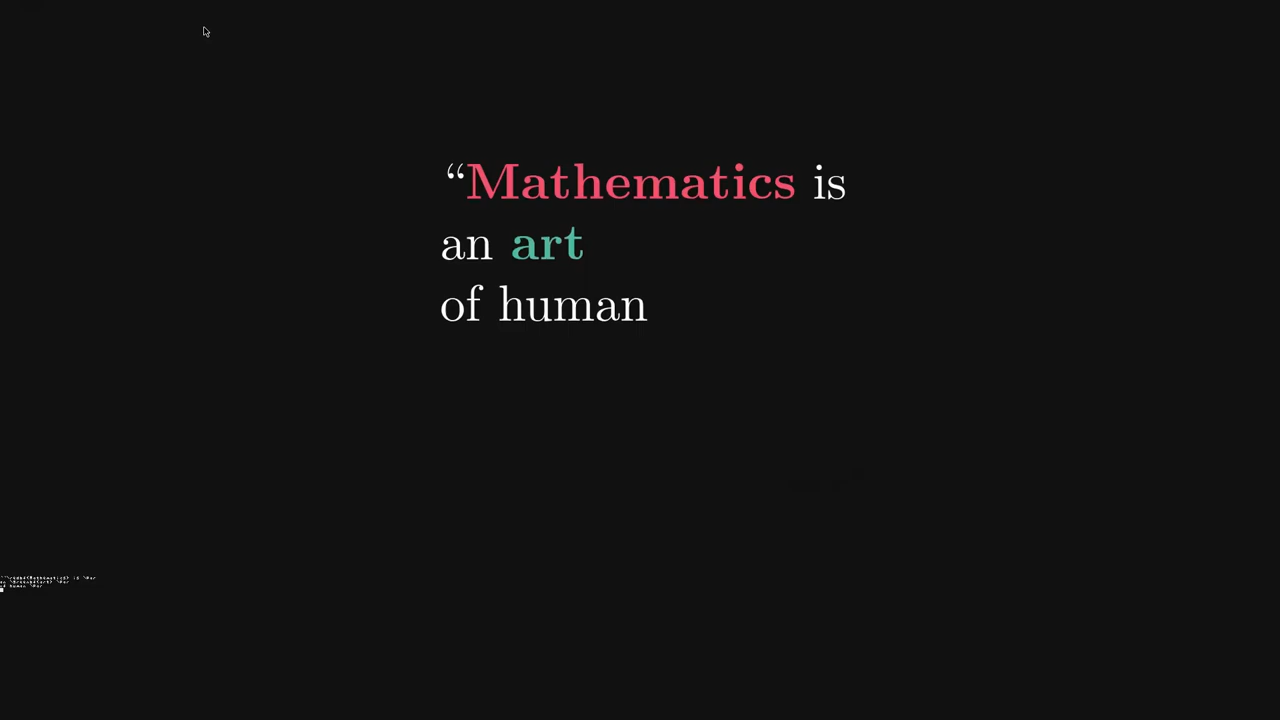 “Mathematics is
an art
of human